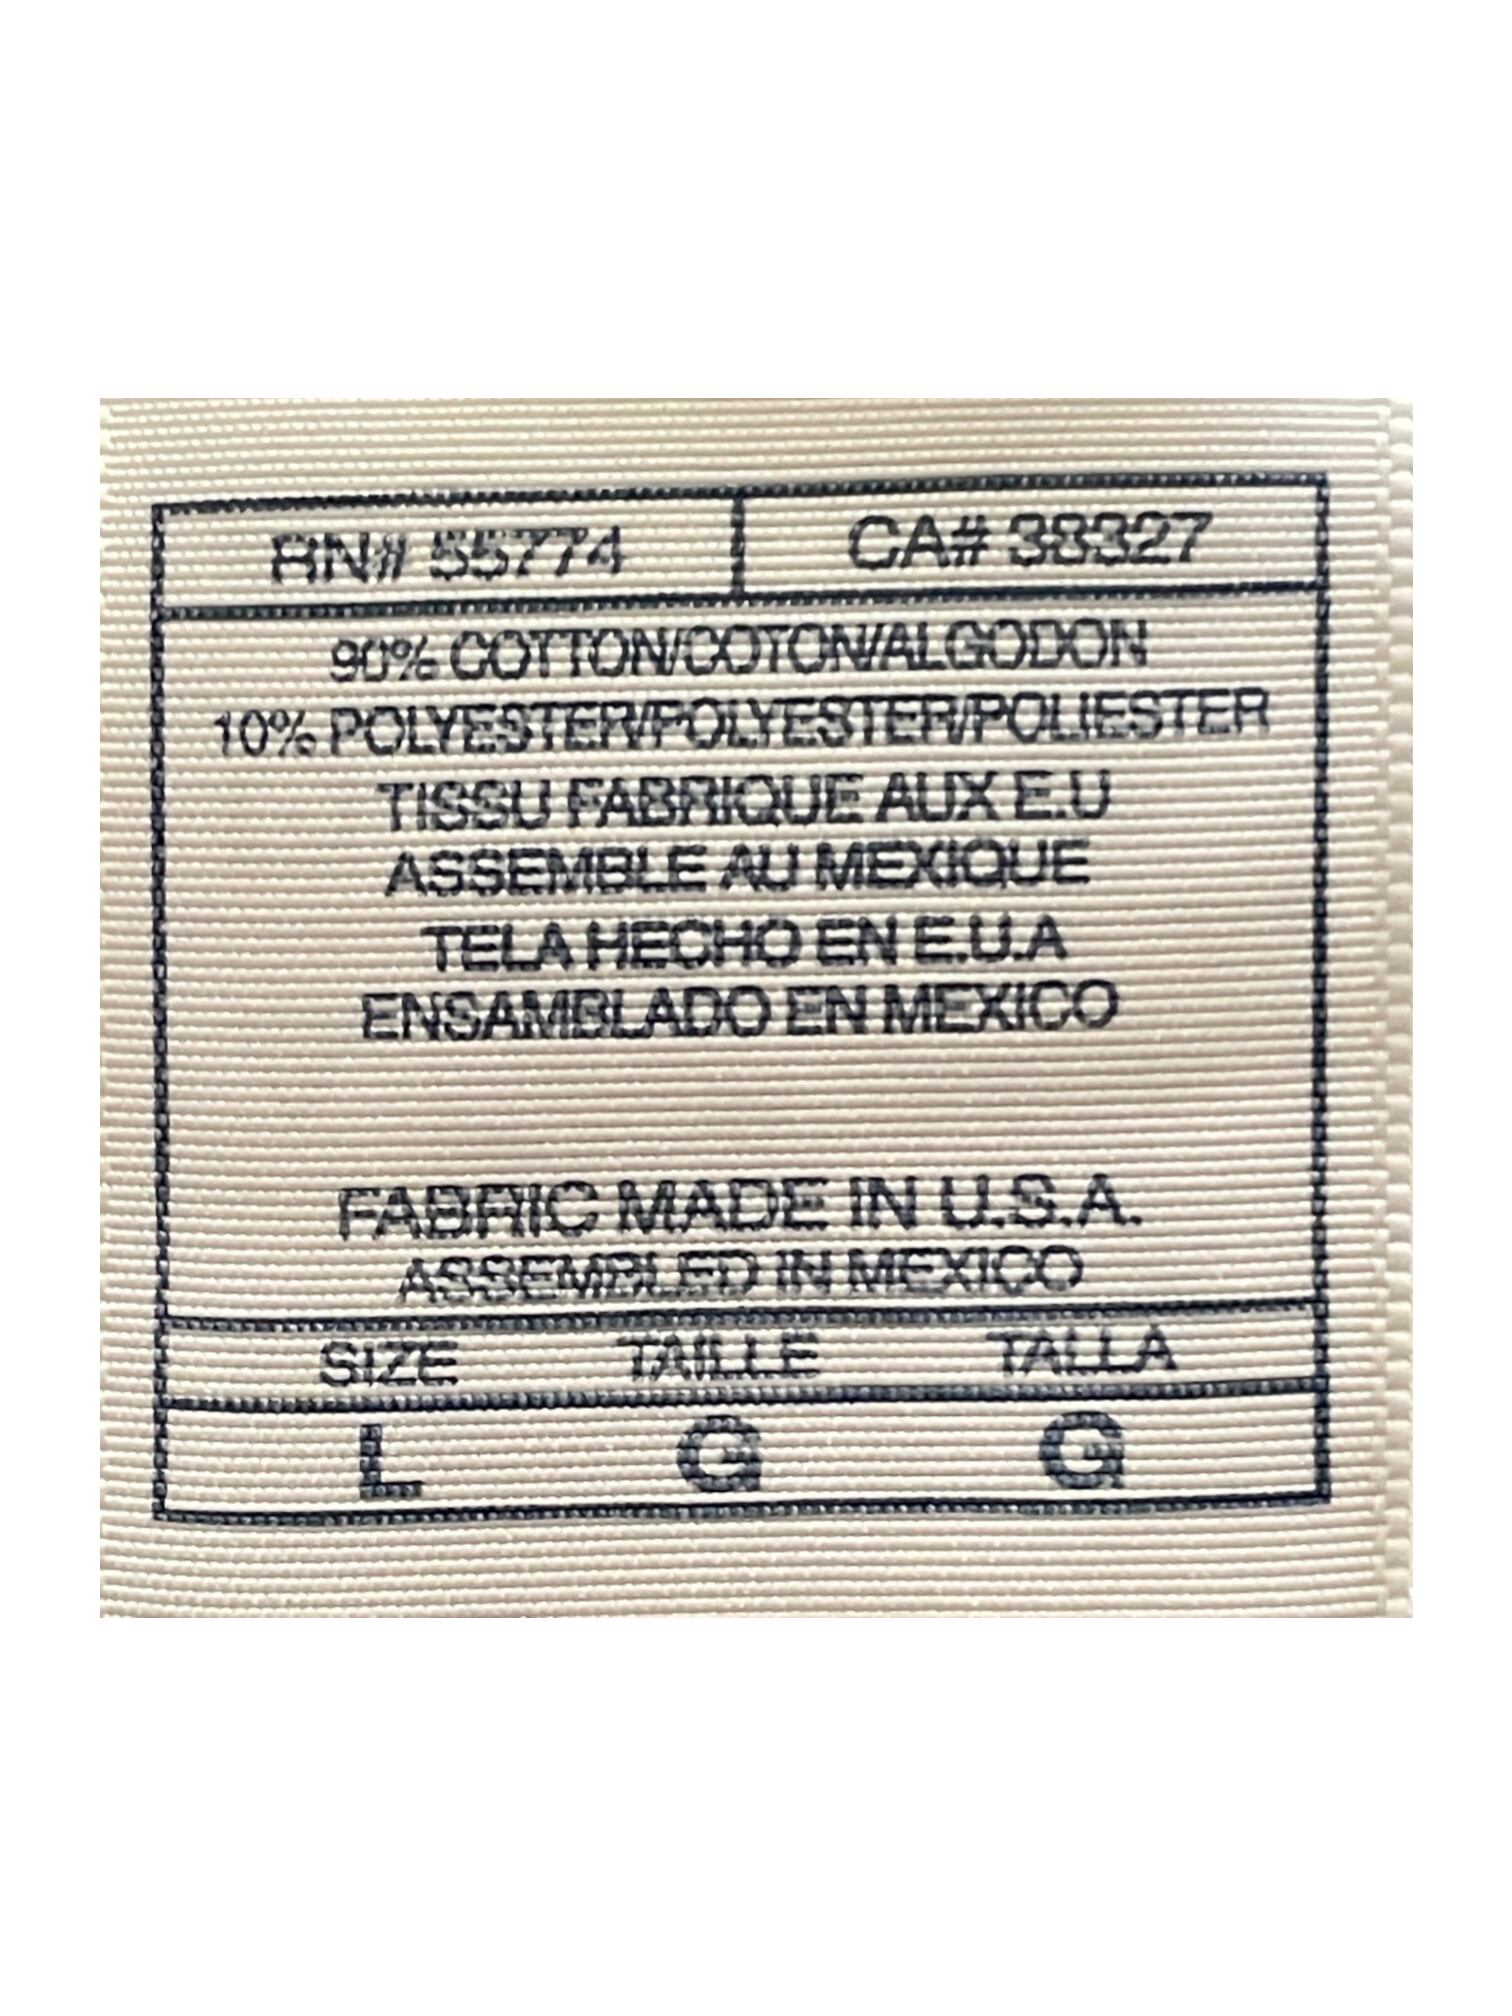 RN# 55774 CA# 38327
90% COTTON/COTON/ALGODON
10% POLYESTER/POLYESTER/POLIESTER
TISSU FABRIQUE AUX E.U
ASSEMBLE AU MEXIQUE
TELA HECHO EN E.U.A
ENSAMBLADO EN MEXICO
FABRIC MADE IN U.S.A.
ASSEMBLED IN MEXICO
SIZE TAILLE TALLA
L G G